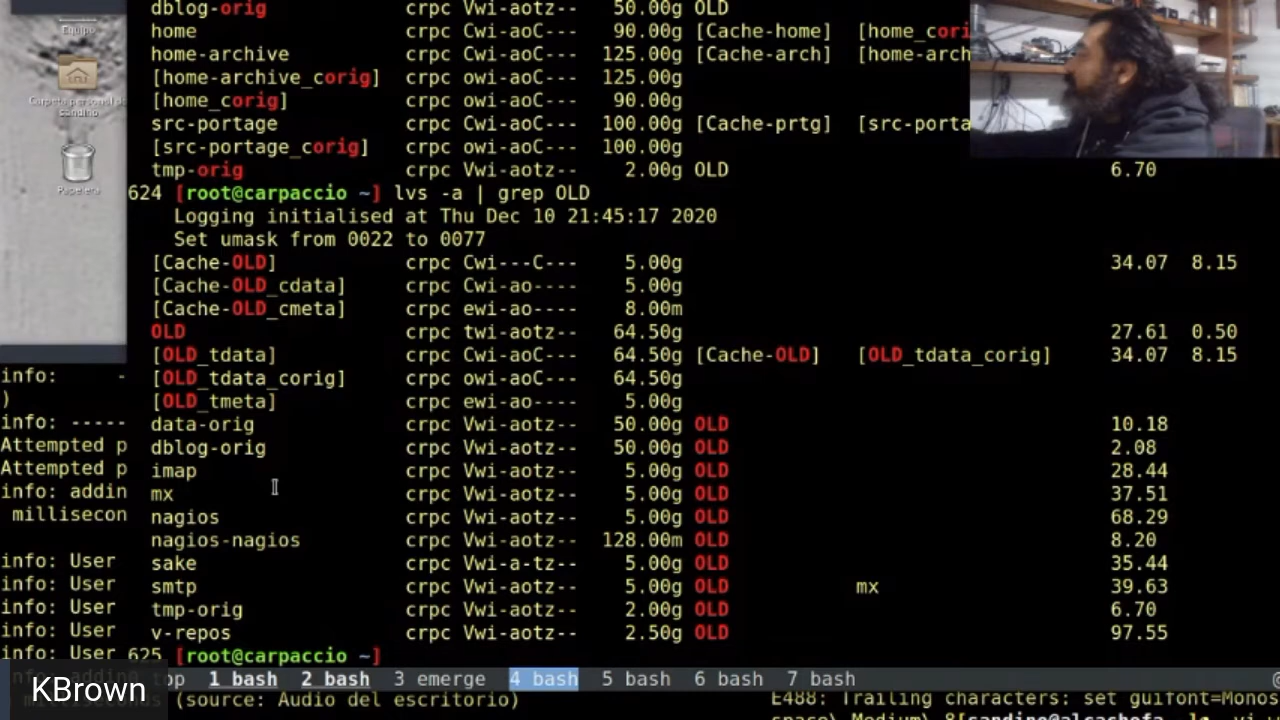 Equipo
Carpeta personal de
sandino
Papelera
dblog-orig crpc Vwi-aotz-- 50.00g OLD
home crpc Cwi-aoC--- 90.00g [Cache-home] [home_cori
home-archive crpc Cwi-aoC--- 125.00g [Cache-arch] [home-arch
[home-archive_corig] crpc owi-aoC--- 125.00g
[home_corig] crpc owi-aoC--- 90.00g
src-portage crpc Cwi-aoC--- 100.00g [Cache-prtg] [src-porta
[src-portage_corig] crpc owi-aoC--- 100.00g
tmp-orig crpc Vwi-aotz-- 2.00g OLD 6.70
624 [root@carpaccio ~] lvs -a | grep OLD
Logging initialised at Thu Dec 10 21:45:17 2020
Set umask from 0022 to 0077
[Cache-OLD] crpc Cwi---C--- 5.00g 34.07 8.15
[Cache-OLD_cdata] crpc Cwi-ao---- 5.00g
[Cache-OLD_cmeta] crpc ewi-ao---- 8.00m
OLD crpc twi-aotz-- 64.50g 27.61 0.50
[OLD_tdata] crpc CwI-aoC--- 64.50g [Cache-OLD] [OLD_tdata_corig] 34.07 8.15
[OLD_tdata_corig] crpc owi-aoC--- 64.50g
[OLD_tmeta] crpc ewi-ao---- 5.00g
data-orig crpc Vwi-aotz-- 50.00g OLD 10.18
dblog-orig crpc Vwi-aotz-- 50.00g OLD 2.08
imap crpc Vwi-aotz-- 5.00g OLD 28.44
mx crpc Vwi-aotz-- 5.00g OLD 37.51
nagios crpc Vwi-aotz-- 5.00g OLD 68.29
nagios-nagios crpc Vwi-aotz-- 128.00m OLD 8.20
sake crpc Vwi-a-tz-- 5.00g OLD 35.44
smtp crpc Vwi-aotz-- 5.00g OLD mx 39.63
tmp-orig crpc Vwi-aotz-- 2.00g OLD 6.70
v-repos crpc Vwi-aotz-- 2.50g OLD 97.55
625 [root@carpaccio ~]
info: -
)
info: -----
Attempted p
Attempted p
info: addin
millisecon
info: User
info: User
info: User
info: User
info: User
op 1 bash 2 bash 3 emerge 4 bash 5 bash 6 bash 7 bash
(source: Audio del escritorio)
E488: Trailing characters: set guifont=Monos
KBrown